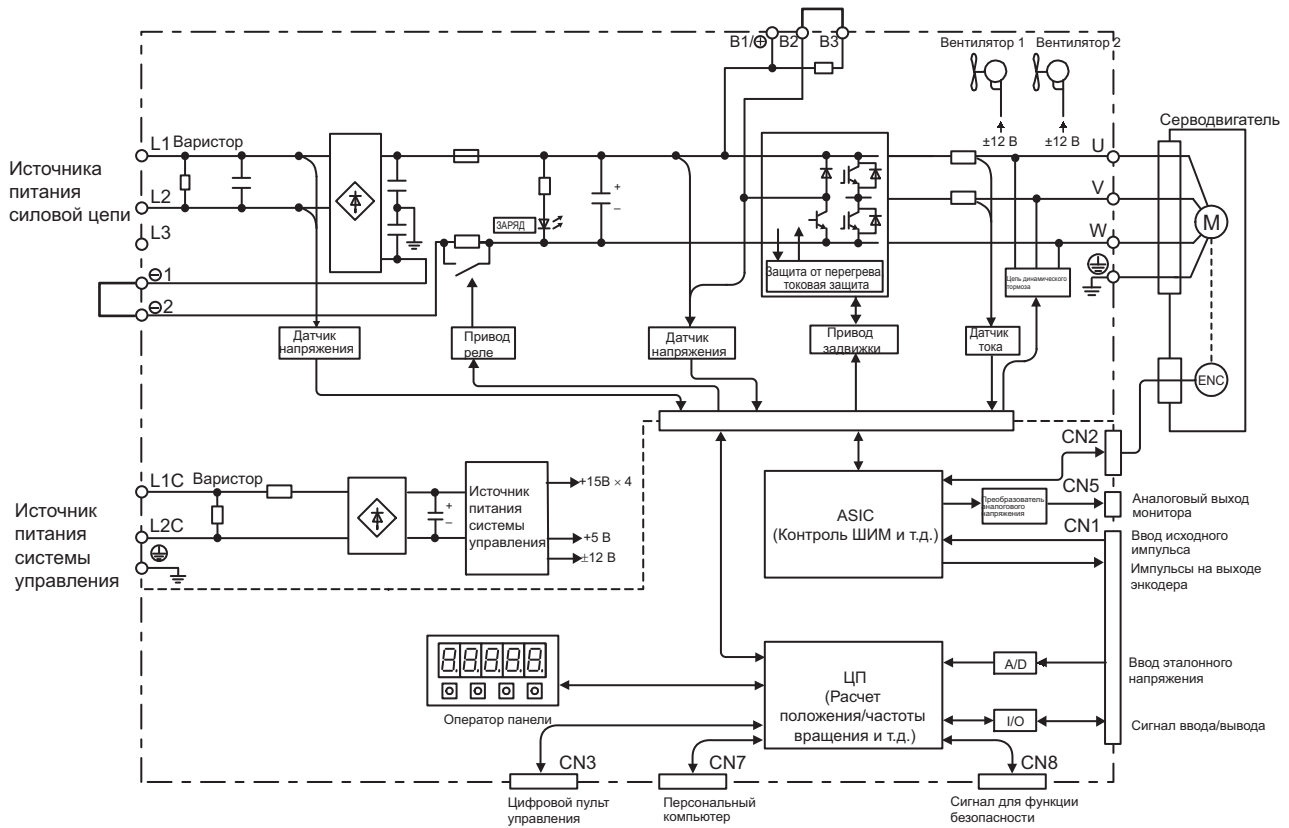 B1/⊕ B2 B3
Вентилятор 1 Вентилятор 2
±12 В ±12 В
Серводвигатель
Источника
питания
силовой цепи
L1 Варистор
L2
L3
⊖1
⊖2
ЗАРЯД
+
–
Защита от перегрева
токовая защита
U
V
W
M
Цепь динамического
тормоза
Датчик
напряжения
Привод
реле
Датчик
напряжения
Привод
задвижки
Датчик
тока
ENC
Источник
питания
системы
управления
L1C Варистор
L2C
+
–
Источник
питания
системы
управления
+15В × 4
+5 В
±12 В
ASIC
(Контроль ШИМ и т.д.)
Преобразователь
аналогового
напряжения
CN2
CN5
Аналоговый выход
монитора
CN1
Ввод исходного
импульса
Импульсы на выходе
энкодера
8.8.8.8.8.
Оператор панели
ЦП
(Расчет
положения/частоты
вращения и т.д.)
A/D
Ввод эталонного
напряжения
I/O
Сигнал ввода/вывода
CN3
Цифровой пульт
управления
CN7
Персональный
компьютер
CN8
Сигнал для функции
безопасности